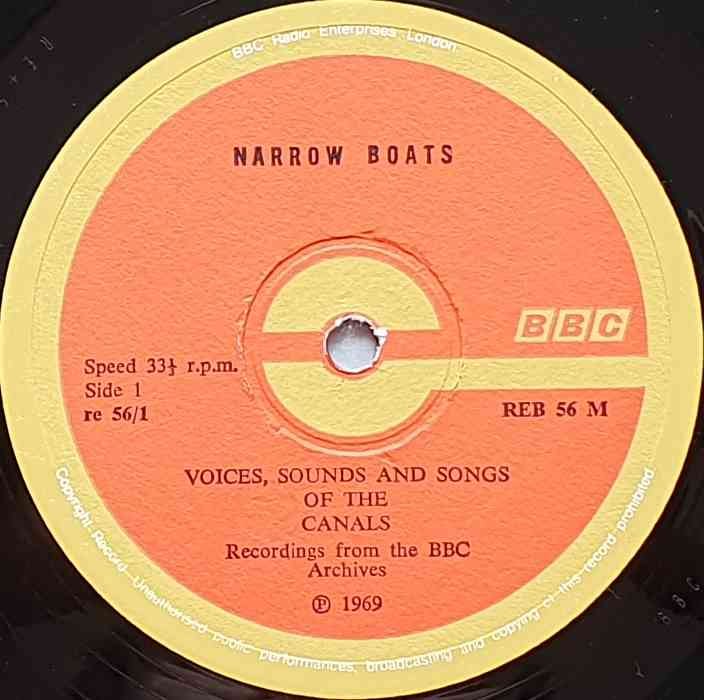 BBC Radio Enterprises London.
NARROW BOATS
BBC
Speed 33⅓ r.p.m.
Side 1
re 56/1
REB 56 M
VOICES, SOUNDS AND SONGS
OF THE
CANALS
Recordings from the BBC
Archives
℗ 1969
Copyright Record Unauthorised public performances, broadcasting and copying of this record prohibited